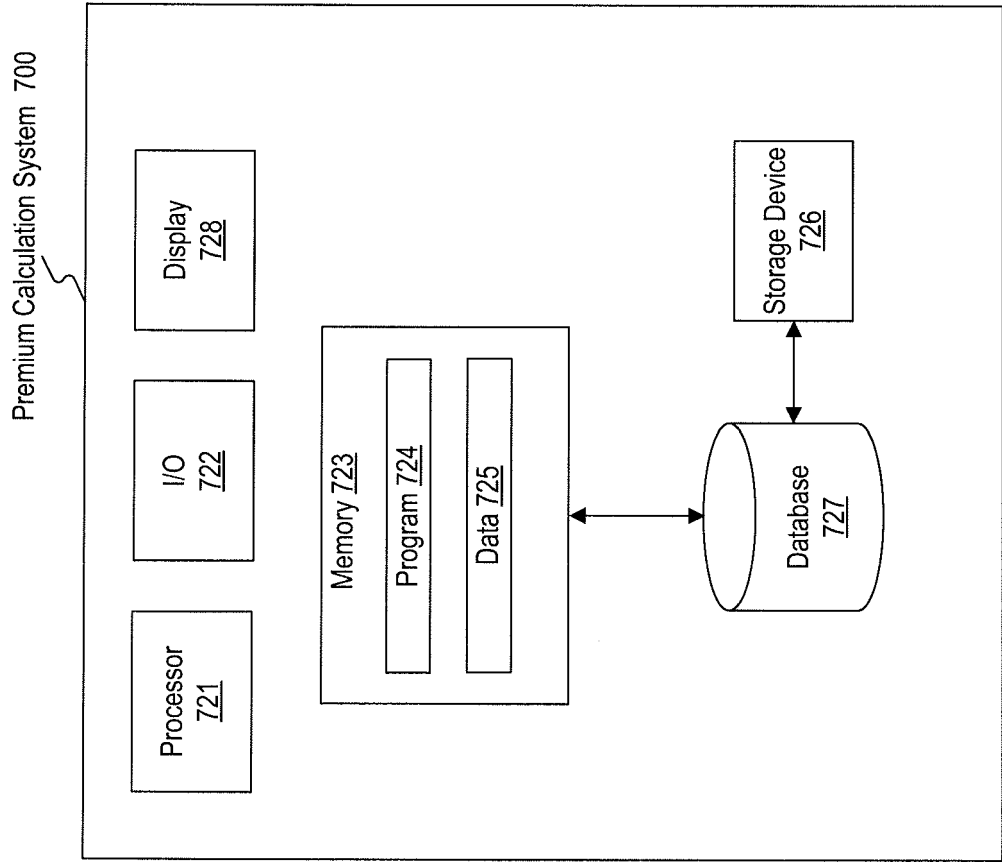 Premium Calculation System 700
Processor
721
I/O
722
Display
728
Memory 723
Program 724
Data 725
Database
727
Storage Device
726